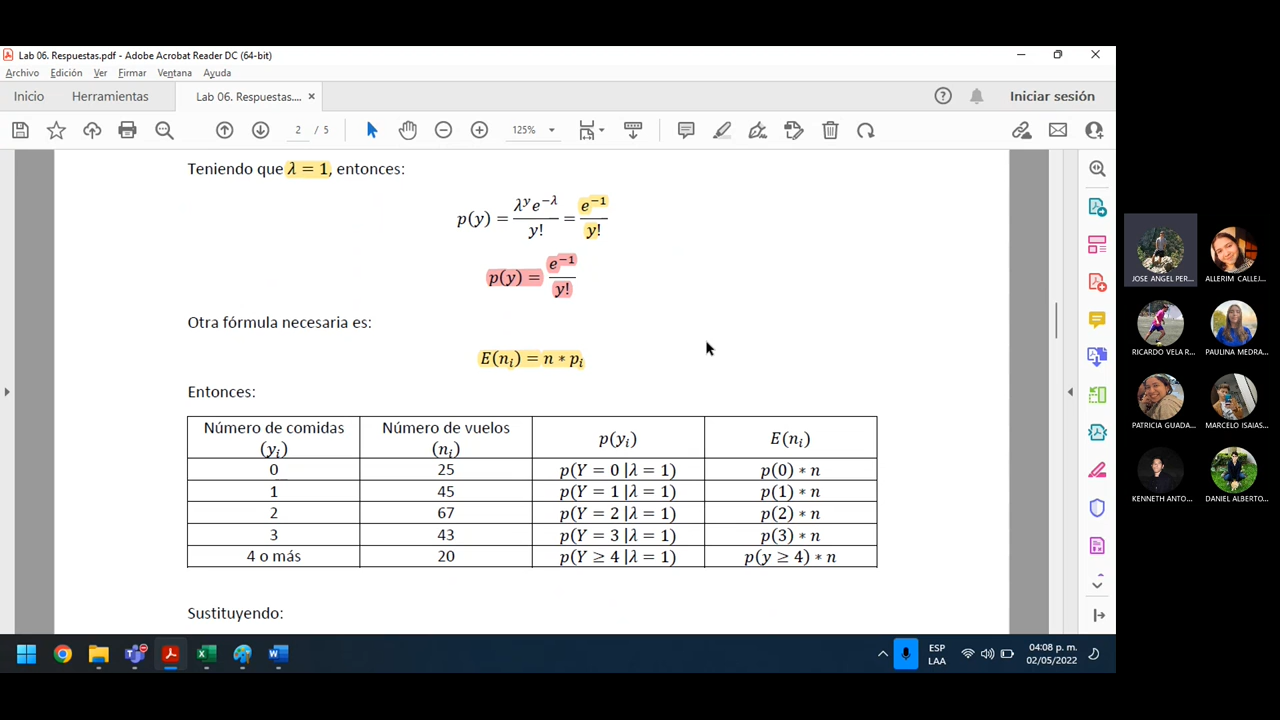 Lab 06. Respuestas.pdf - Adobe Acrobat Reader DC (64-bit)
Archivo Edición Ver Firmar Ventana Ayuda
Inicio Herramientas Lab 06. Respuestas.... × Iniciar sesión
2 / 5 125%
Teniendo que λ = 1, entonces:
p(y) = λ^y e^−λ / y! = e^−1 / y!
p(y) = e^−1 / y!
Otra fórmula necesaria es:
E(n_i) = n ∗ p_i
Entonces:
Número de comidas (y_i) Número de vuelos (n_i) p(y_i) E(n_i)
0 25 p(Y = 0 |λ = 1) p(0) ∗ n
1 45 p(Y = 1 |λ = 1) p(1) ∗ n
2 67 p(Y = 2 |λ = 1) p(2) ∗ n
3 43 p(Y = 3 |λ = 1) p(3) ∗ n
4 o más 20 p(Y ≥ 4 |λ = 1) p(y ≥ 4) ∗ n
Sustituyendo:
JOSE ANGEL PER... ALLERIM CALLEJ...
RICARDO VELA R... PAULINA MEDRA...
PATRICIA GUADA... MARCELO ISAIAS...
KENNETH ANTO... DANIEL ALBERTO...
ESP
LAA
04:08 p. m.
02/05/2022